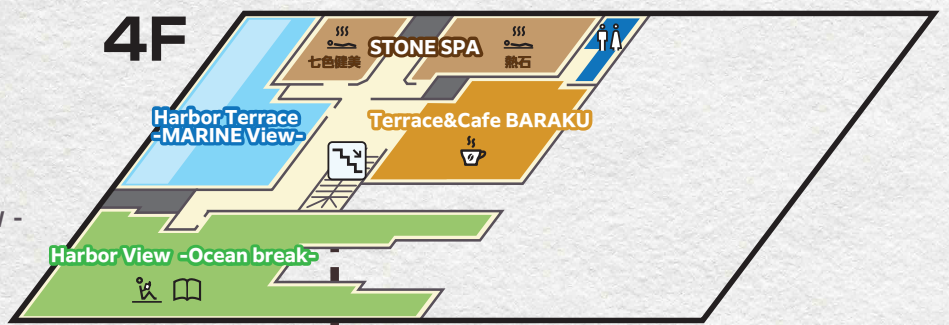 4F
STONE SPA
七色健美
熱石
Harbor Terrace
-MARINE View-
Terrace&Cafe BARAKU
Harbor View -Ocean break-